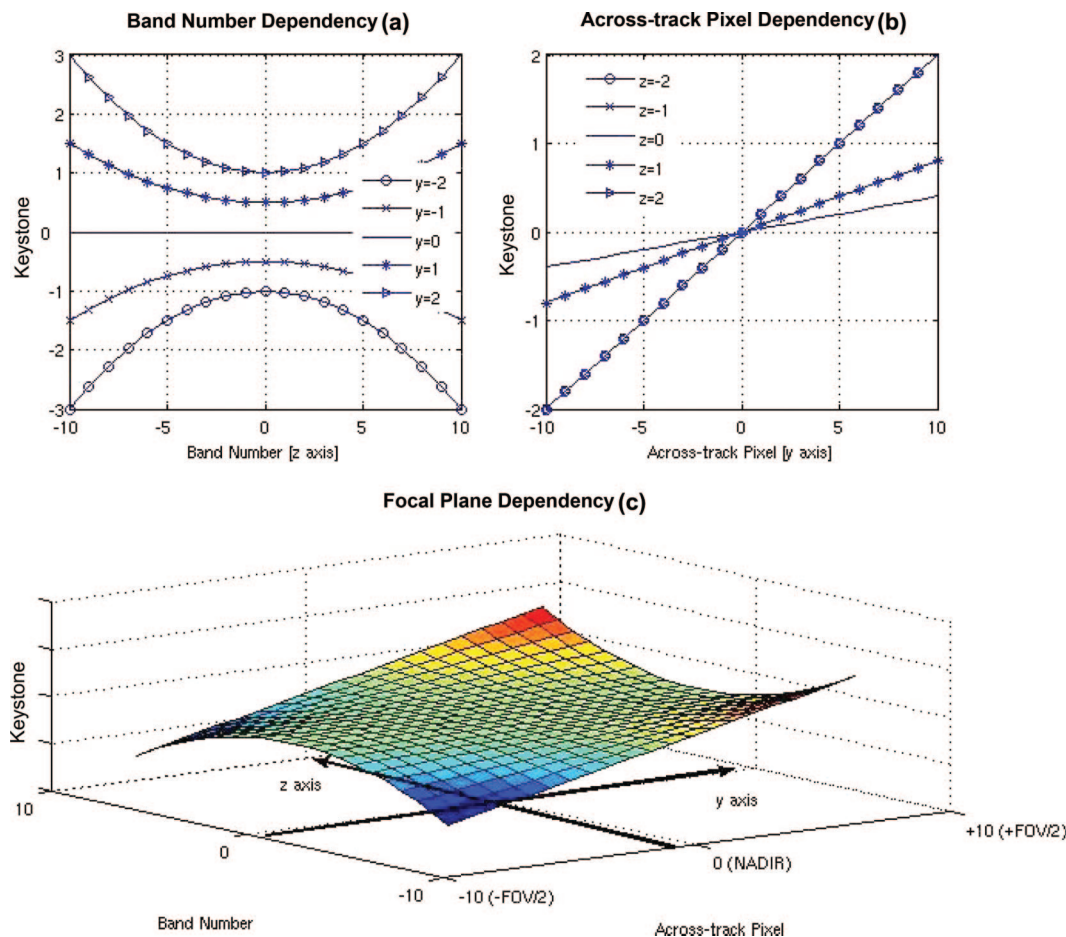 Band Number Dependency (a)
Across-track Pixel Dependency (b)
3
2
1
0
-1
-2
-3
Keystone
-10
-5
0
5
10
Band Number [z axis]
y=-2
y=-1
y=0
y=1
y=2
2
1
0
-1
-2
Keystone
-10
-5
0
5
10
Across-track Pixel [y axis]
z=-2
z=-1
z=0
z=1
z=2
Focal Plane Dependency (c)
Keystone
10
0
-10
Band Number
z axis
y axis
+10 (+FOV/2)
0 (NADIR)
-10 (-FOV/2)
Across-track Pixel